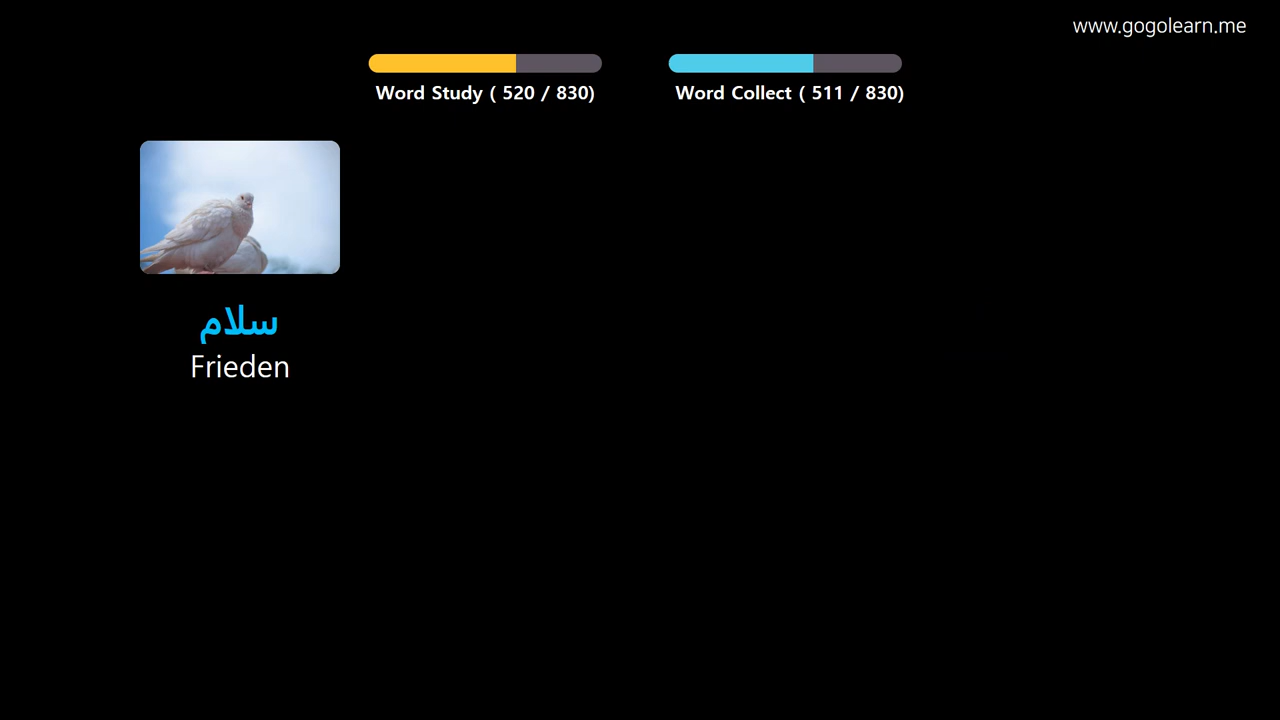 www.gogolearn.me
Word Study ( 520 / 830)
Word Collect ( 511 / 830)
سلام
Frieden